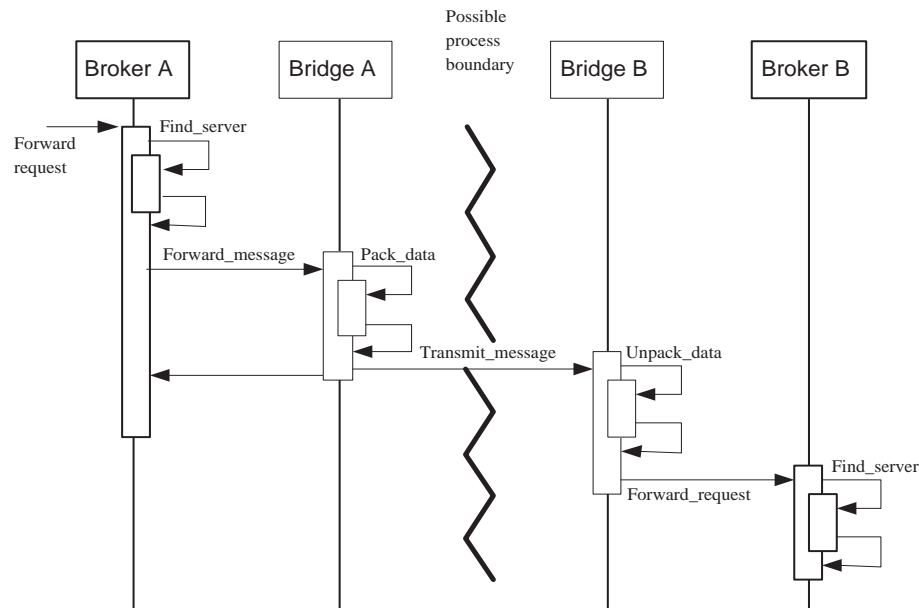 Possible
process
boundary
Broker A
Bridge A
Bridge B
Broker B
Find_server
Forward
request
Forward_message
Pack_data
Transmit_message
Unpack_data
Find_server
Forward_request